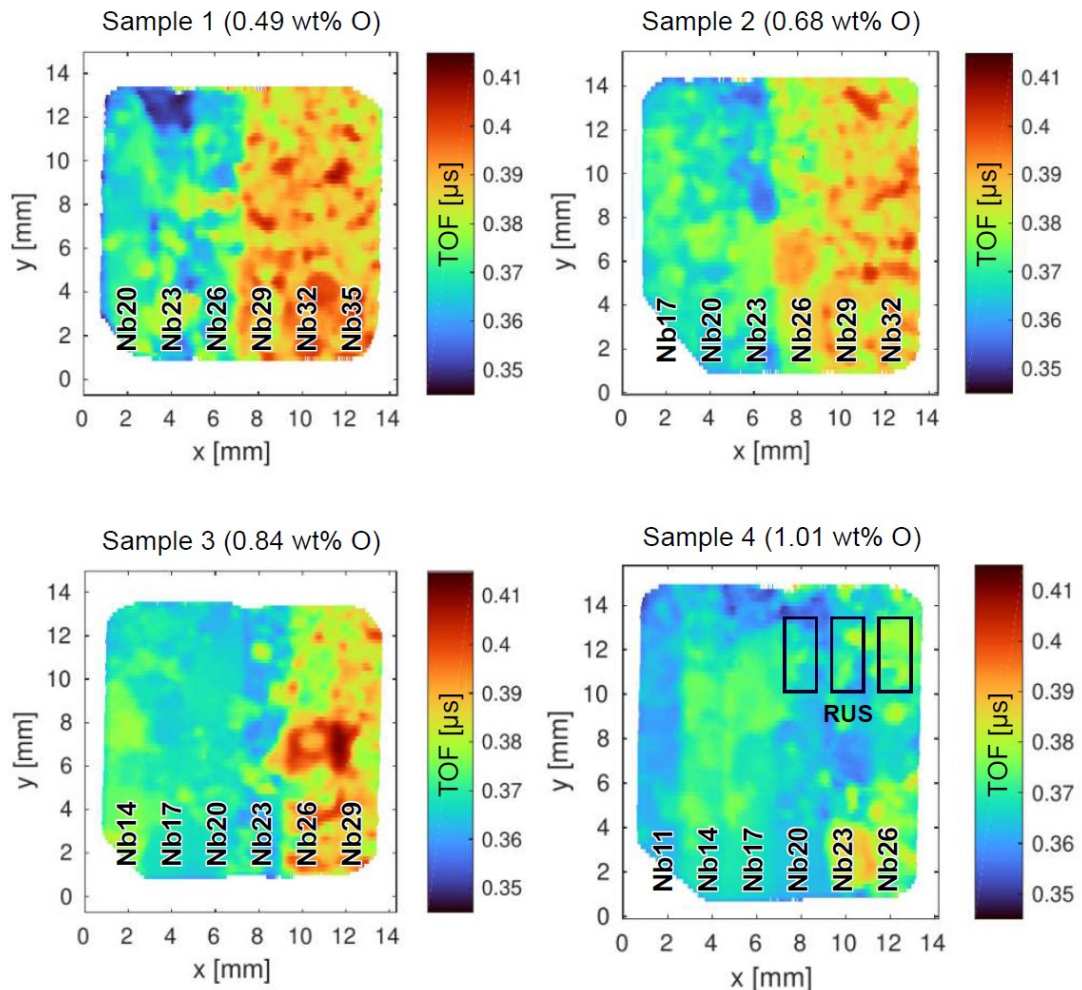 Sample 1 (0.49 wt% O)
14
12
10
8
6
4
2
0
y [mm]
Nb20
Nb23
Nb26
Nb29
Nb32
Nb35
0 2 4 6 8 10 12 14
x [mm]
0.41
0.4
0.39
0.38
0.37
0.36
0.35
TOF [µs]
Sample 2 (0.68 wt% O)
14
12
10
8
6
4
2
0
y [mm]
Nb17
Nb20
Nb23
Nb26
Nb29
Nb32
0 2 4 6 8 10 12 14
x [mm]
0.41
0.4
0.39
0.38
0.37
0.36
0.35
TOF [µs]
Sample 3 (0.84 wt% O)
14
12
10
8
6
4
2
0
y [mm]
Nb14
Nb17
Nb20
Nb23
Nb26
Nb29
0 2 4 6 8 10 12 14
x [mm]
0.41
0.4
0.39
0.38
0.37
0.36
0.35
TOF [µs]
Sample 4 (1.01 wt% O)
14
12
10
8
6
4
2
0
y [mm]
RUS
Nb11
Nb14
Nb17
Nb20
Nb23
Nb26
0 2 4 6 8 10 12 14
x [mm]
0.41
0.4
0.39
0.38
0.37
0.36
0.35
TOF [µs]